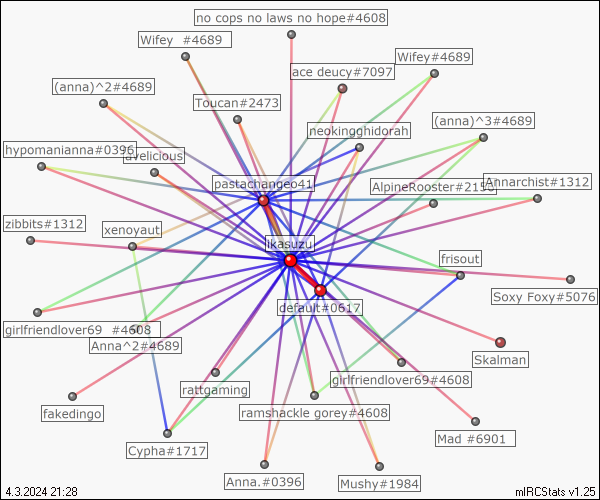 no cops no laws no hope#4608
Wifey  #4689
Wifey#4689
ace deucy#7097
(anna)^2#4689
Toucan#2473
(anna)^3#4689
neokingghidorah
hypomanianna#0396
avelicious
pastachangeo41
AlpineRooster#215
Annarchist#1312
zibbits#1312
xenoyaut
ikasuzu
frisout
Soxy Foxy#5076
default#0617
girlfriendlover69  #4608
Anna^2#4689
Skalman
girlfriendlover69#4608
rattgaming
fakedingo
ramshackle gorey#4608
Mad #6901
Cypha#1717
Anna.#0396
Mushy#1984
4.3.2024 21:28
mIRCStats v1.25